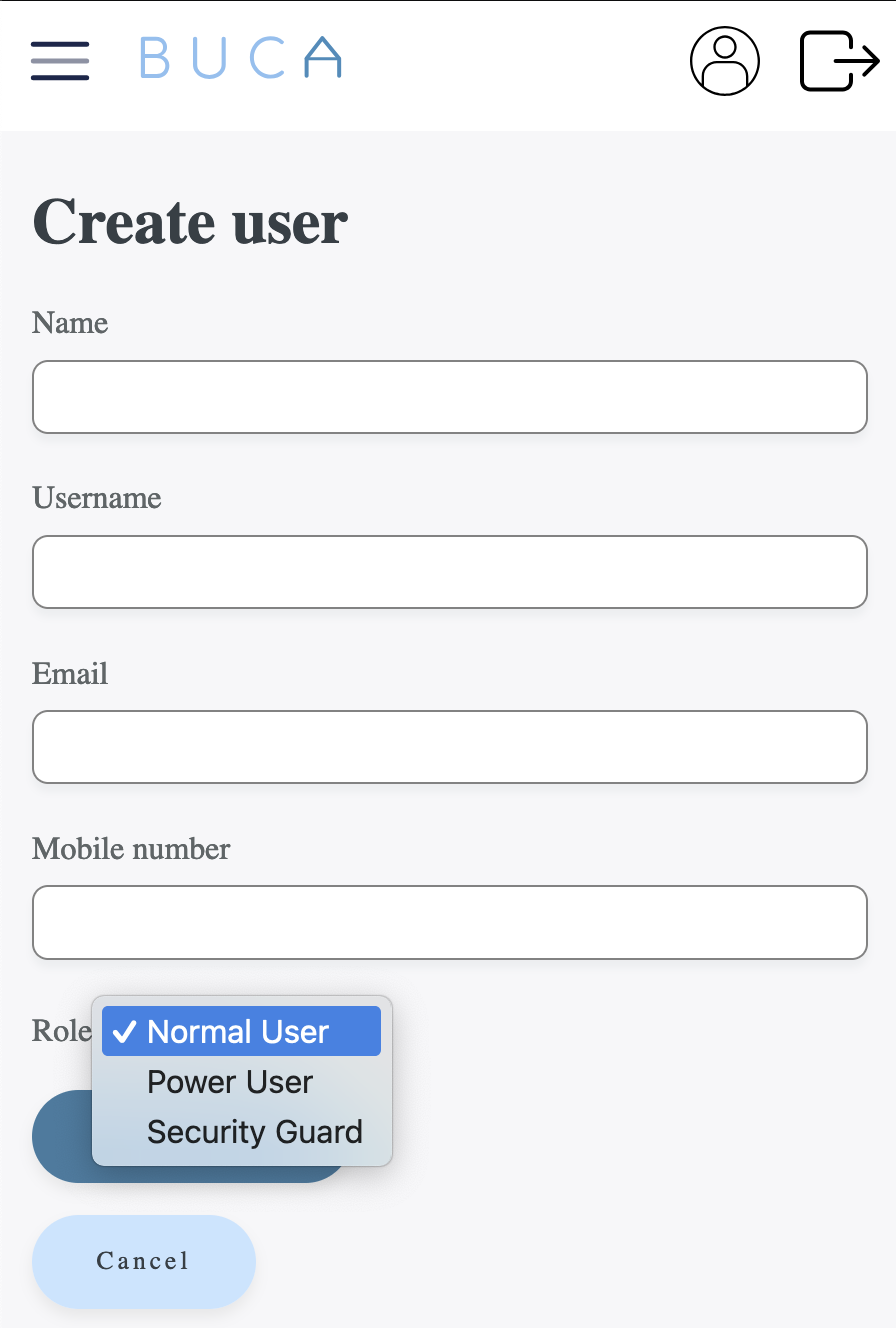 BUCA
Create user
Name
Username
Email
Mobile number
Role
✓ Normal User
Power User
Security Guard
Cancel